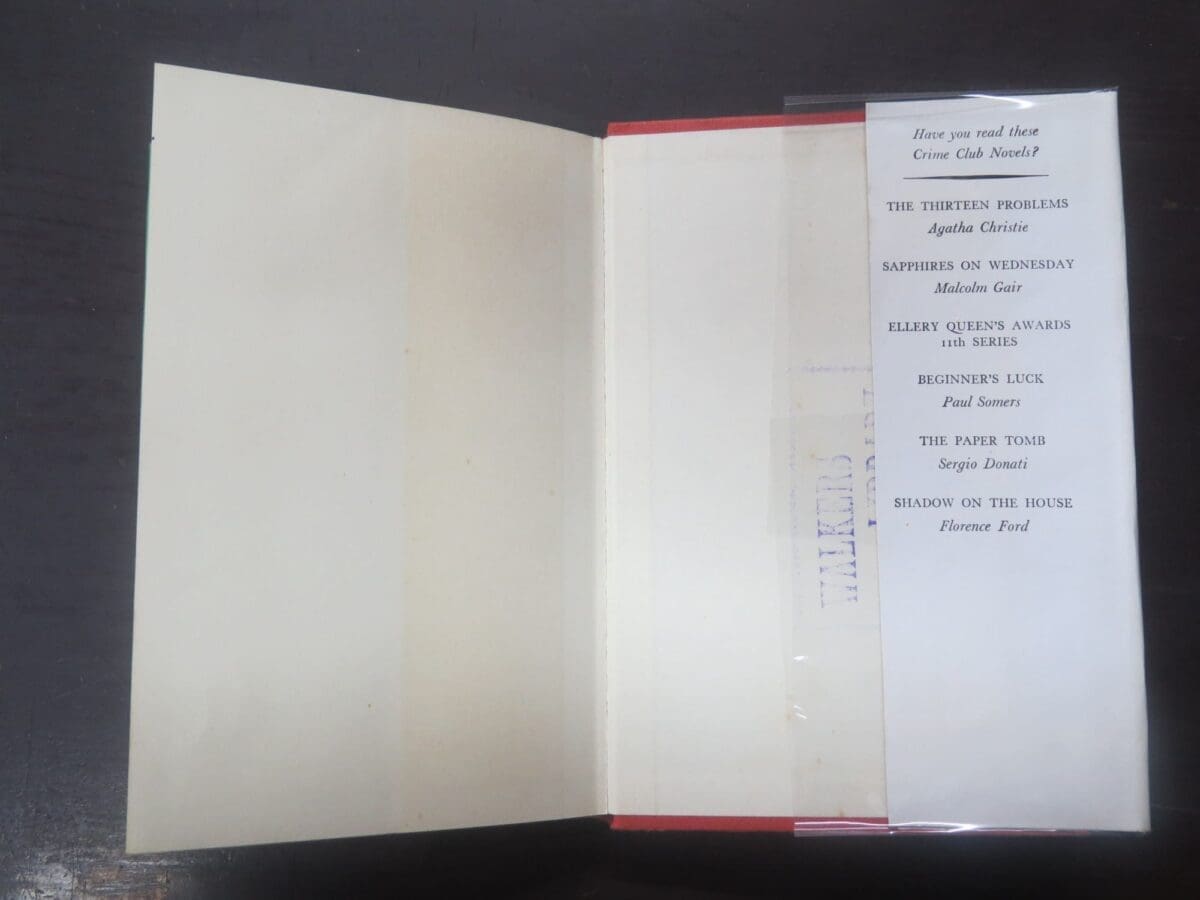 Have you read these
Crime Club Novels?
THE THIRTEEN PROBLEMS
Agatha Christie
SAPPHIRES ON WEDNESDAY
Malcolm Gair
ELLERY QUEEN'S AWARDS
11th SERIES
BEGINNER'S LUCK
Paul Somers
THE PAPER TOMB
Sergio Donati
SHADOW ON THE HOUSE
Florence Ford
WALKERS